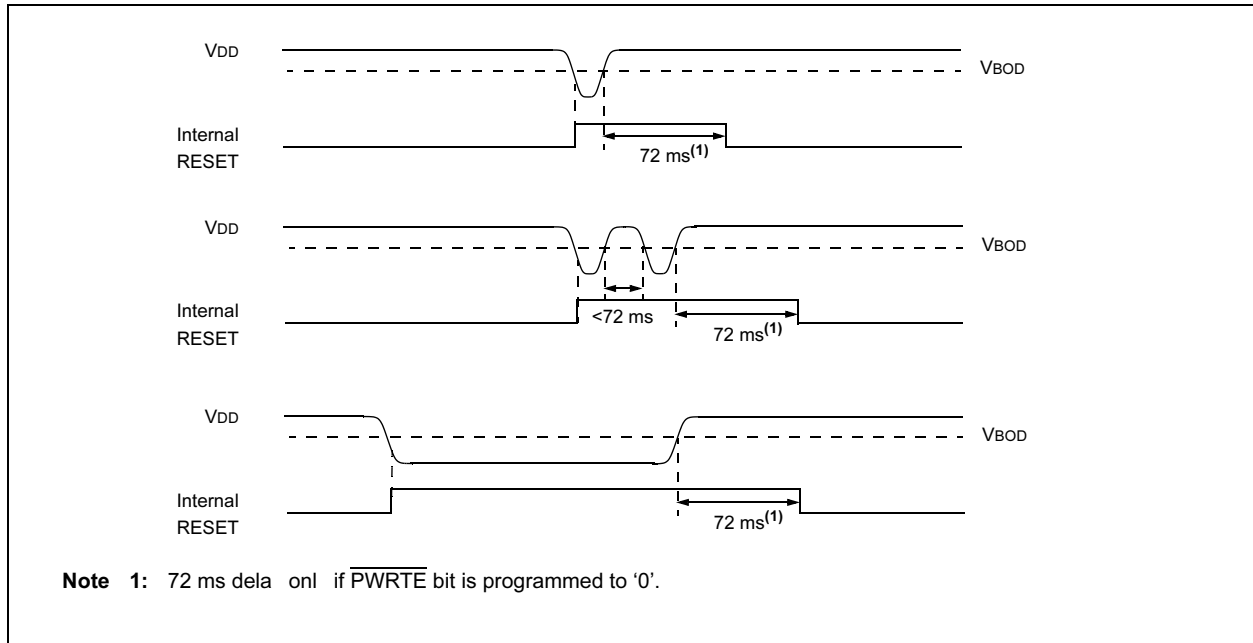 VDD
VBOD
Internal
RESET
72 ms(1)
VDD
VBOD
Internal
RESET
<72 ms
72 ms(1)
VDD
VBOD
Internal
RESET
72 ms(1)
Note 1: 72 ms dela onl if PWRTE bit is programmed to ‘0’.